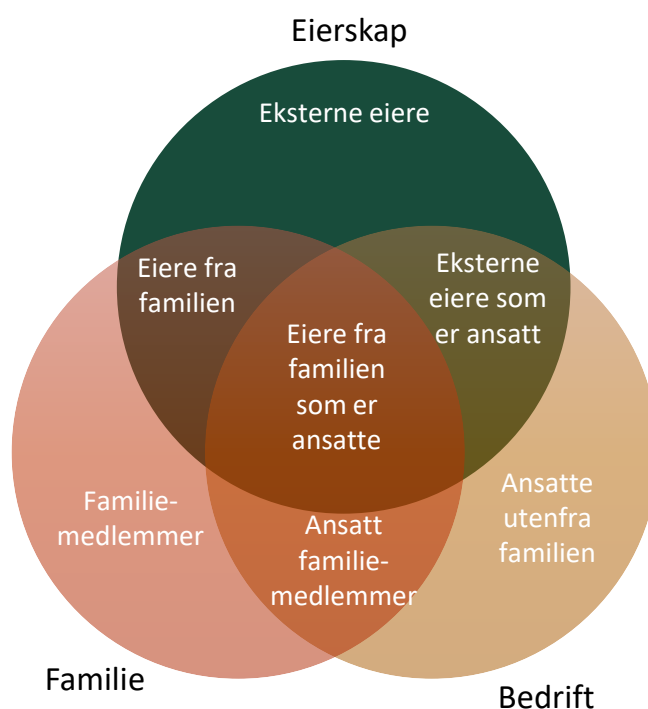 Eierskap
Eksterne eiere
Eiere fra
familien
Eksterne
eiere som
er ansatt
Eiere fra
familien
som er
ansatte
Familie-
medlemmer
Ansatt
familie-
medlemmer
Ansatte
utenfra
familien
Familie
Bedrift